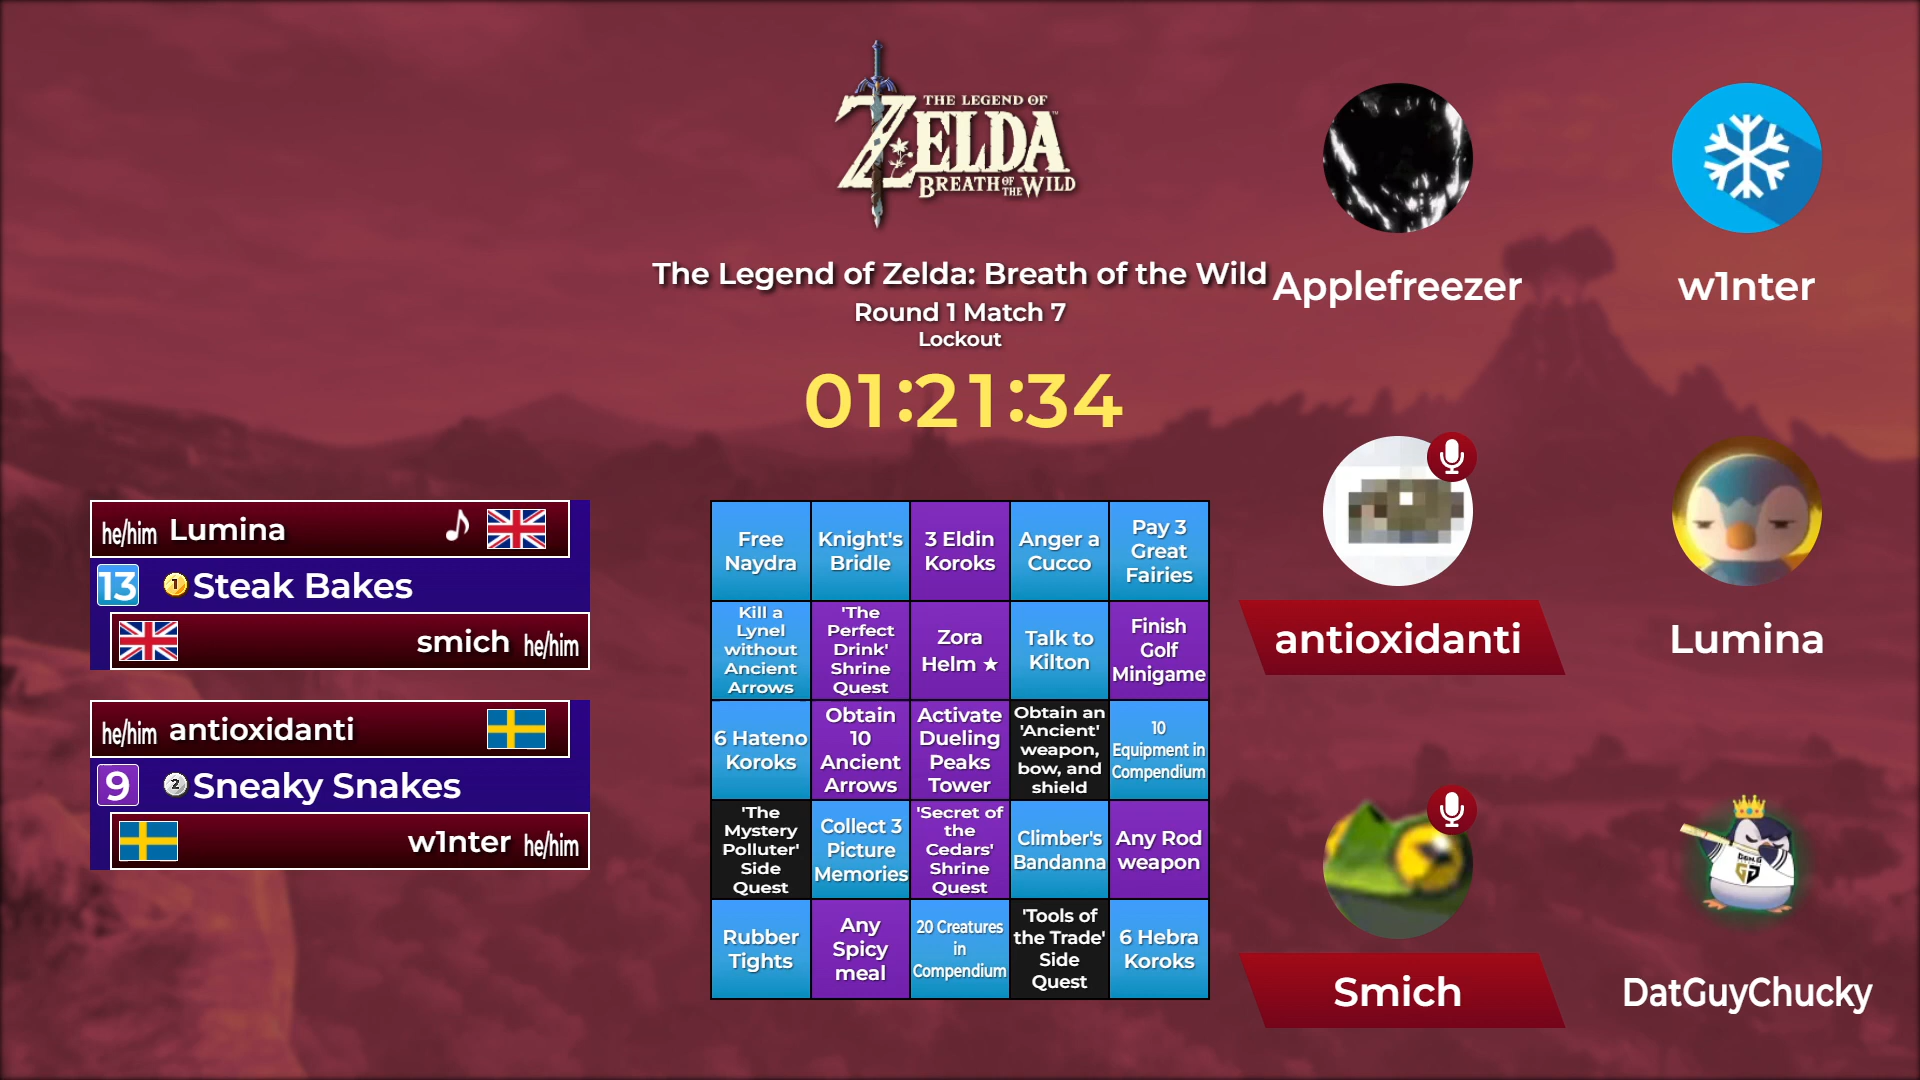 THE LEGEND OF
ZELDA
BREATH OF THE WILD
The Legend of Zelda: Breath of the Wild
Round 1 Match 7
Lockout
01:21:34
he/him Lumina
13 1 Steak Bakes
smich he/him
he/him antioxidanti
9 2 Sneaky Snakes
w1nter he/him
Free
Naydra
Knight's
Bridle
3 Eldin
Koroks
Anger a
Cucco
Pay 3
Great
Fairies
Kill a
Lynel
without
Ancient
Arrows
'The
Perfect
Drink'
Shrine
Quest
Zora
Helm ★
Talk to
Kilton
Finish
Golf
Minigame
6 Hateno
Koroks
Obtain
10
Ancient
Arrows
Activate
Dueling
Peaks
Tower
Obtain an
'Ancient'
weapon,
bow, and
shield
10
Equipment in
Compendium
'The
Mystery
Polluter'
Side
Quest
Collect 3
Picture
Memories
'Secret of
the
Cedars'
Shrine
Quest
Climber's
Bandanna
Any Rod
weapon
Rubber
Tights
Any
Spicy
meal
20 Creatures
in
Compendium
'Tools of
the Trade'
Side
Quest
6 Hebra
Koroks
Applefreezer
w1nter
antioxidanti
Lumina
Smich
DatGuyChucky